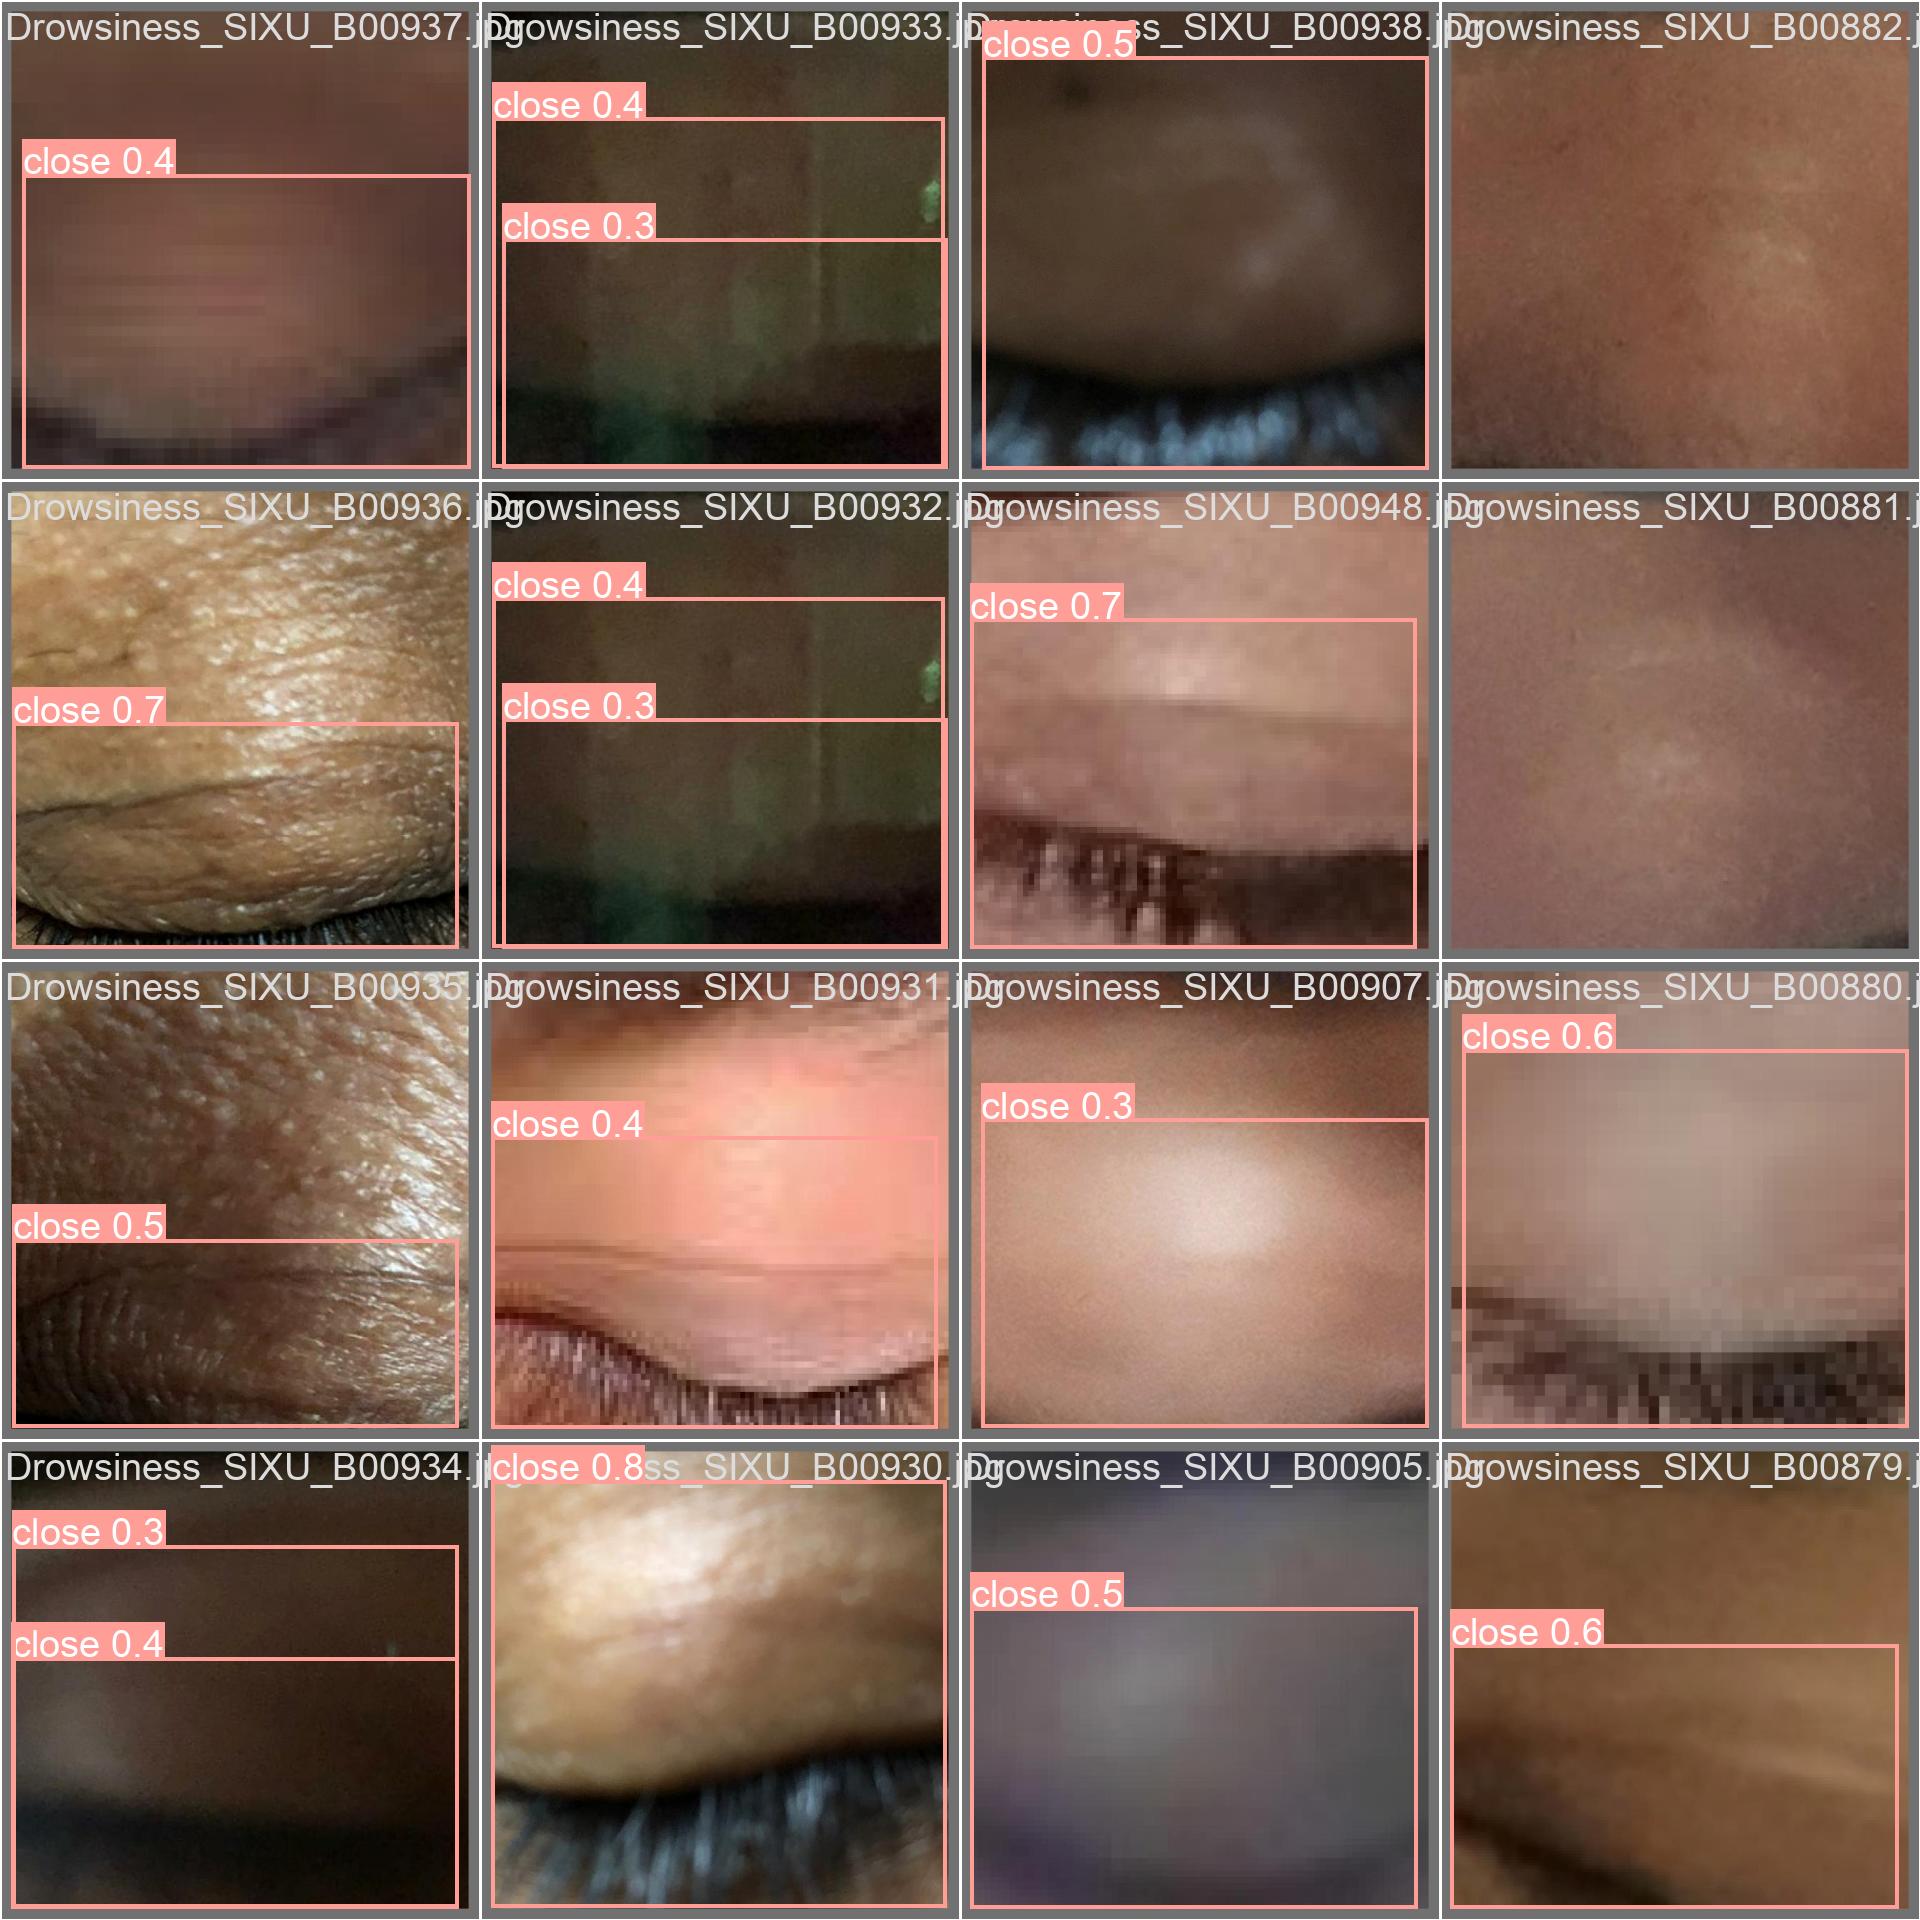 Drowsiness_SIXU_B00937.jpg
close 0.4
Drowsiness_SIXU_B00933.jpg
close 0.4
close 0.3
Drowsiness_SIXU_B00938.jpg
close 0.5
Drowsiness_SIXU_B00882.j
Drowsiness_SIXU_B00936.jpg
close 0.7
Drowsiness_SIXU_B00932.jpg
close 0.4
close 0.3
Drowsiness_SIXU_B00948.jpg
close 0.7
Drowsiness_SIXU_B00881.j
Drowsiness_SIXU_B00935.jpg
close 0.5
Drowsiness_SIXU_B00931.jpg
close 0.4
Drowsiness_SIXU_B00907.jpg
close 0.3
Drowsiness_SIXU_B00880.j
close 0.6
Drowsiness_SIXU_B00934.jpg
close 0.3
close 0.4
close 0.8
ss_SIXU_B00930.jpg
Drowsiness_SIXU_B00905.jpg
close 0.5
Drowsiness_SIXU_B00879.j
close 0.6